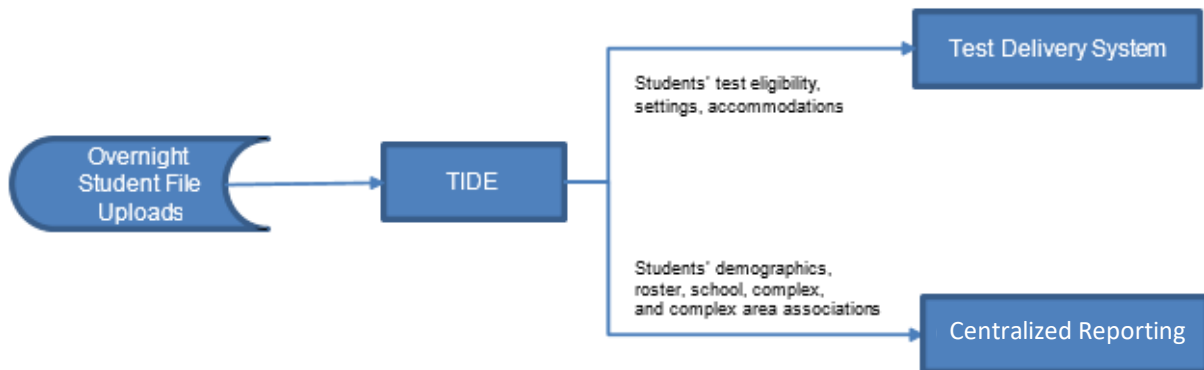 Test Delivery System
Students' test eligibility,
settings, accommodations
Overnight
Student File
Uploads
TIDE
Students' demographics,
roster, school, complex,
and complex area associations
Centralized Reporting